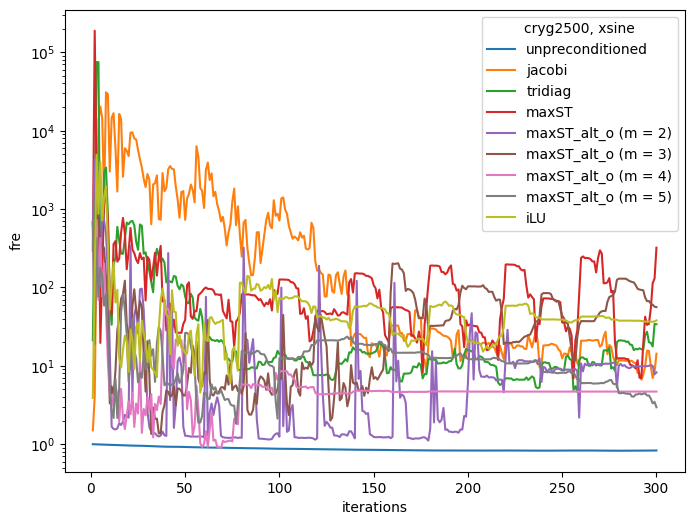 cryg2500, xsine
unpreconditioned
jacobi
tridiag
maxST
maxST_alt_o (m = 2)
maxST_alt_o (m = 3)
maxST_alt_o (m = 4)
maxST_alt_o (m = 5)
iLU
10^5
10^4
10^3
10^2
10^1
10^0
fre
0 50 100 150 200 250 300
iterations